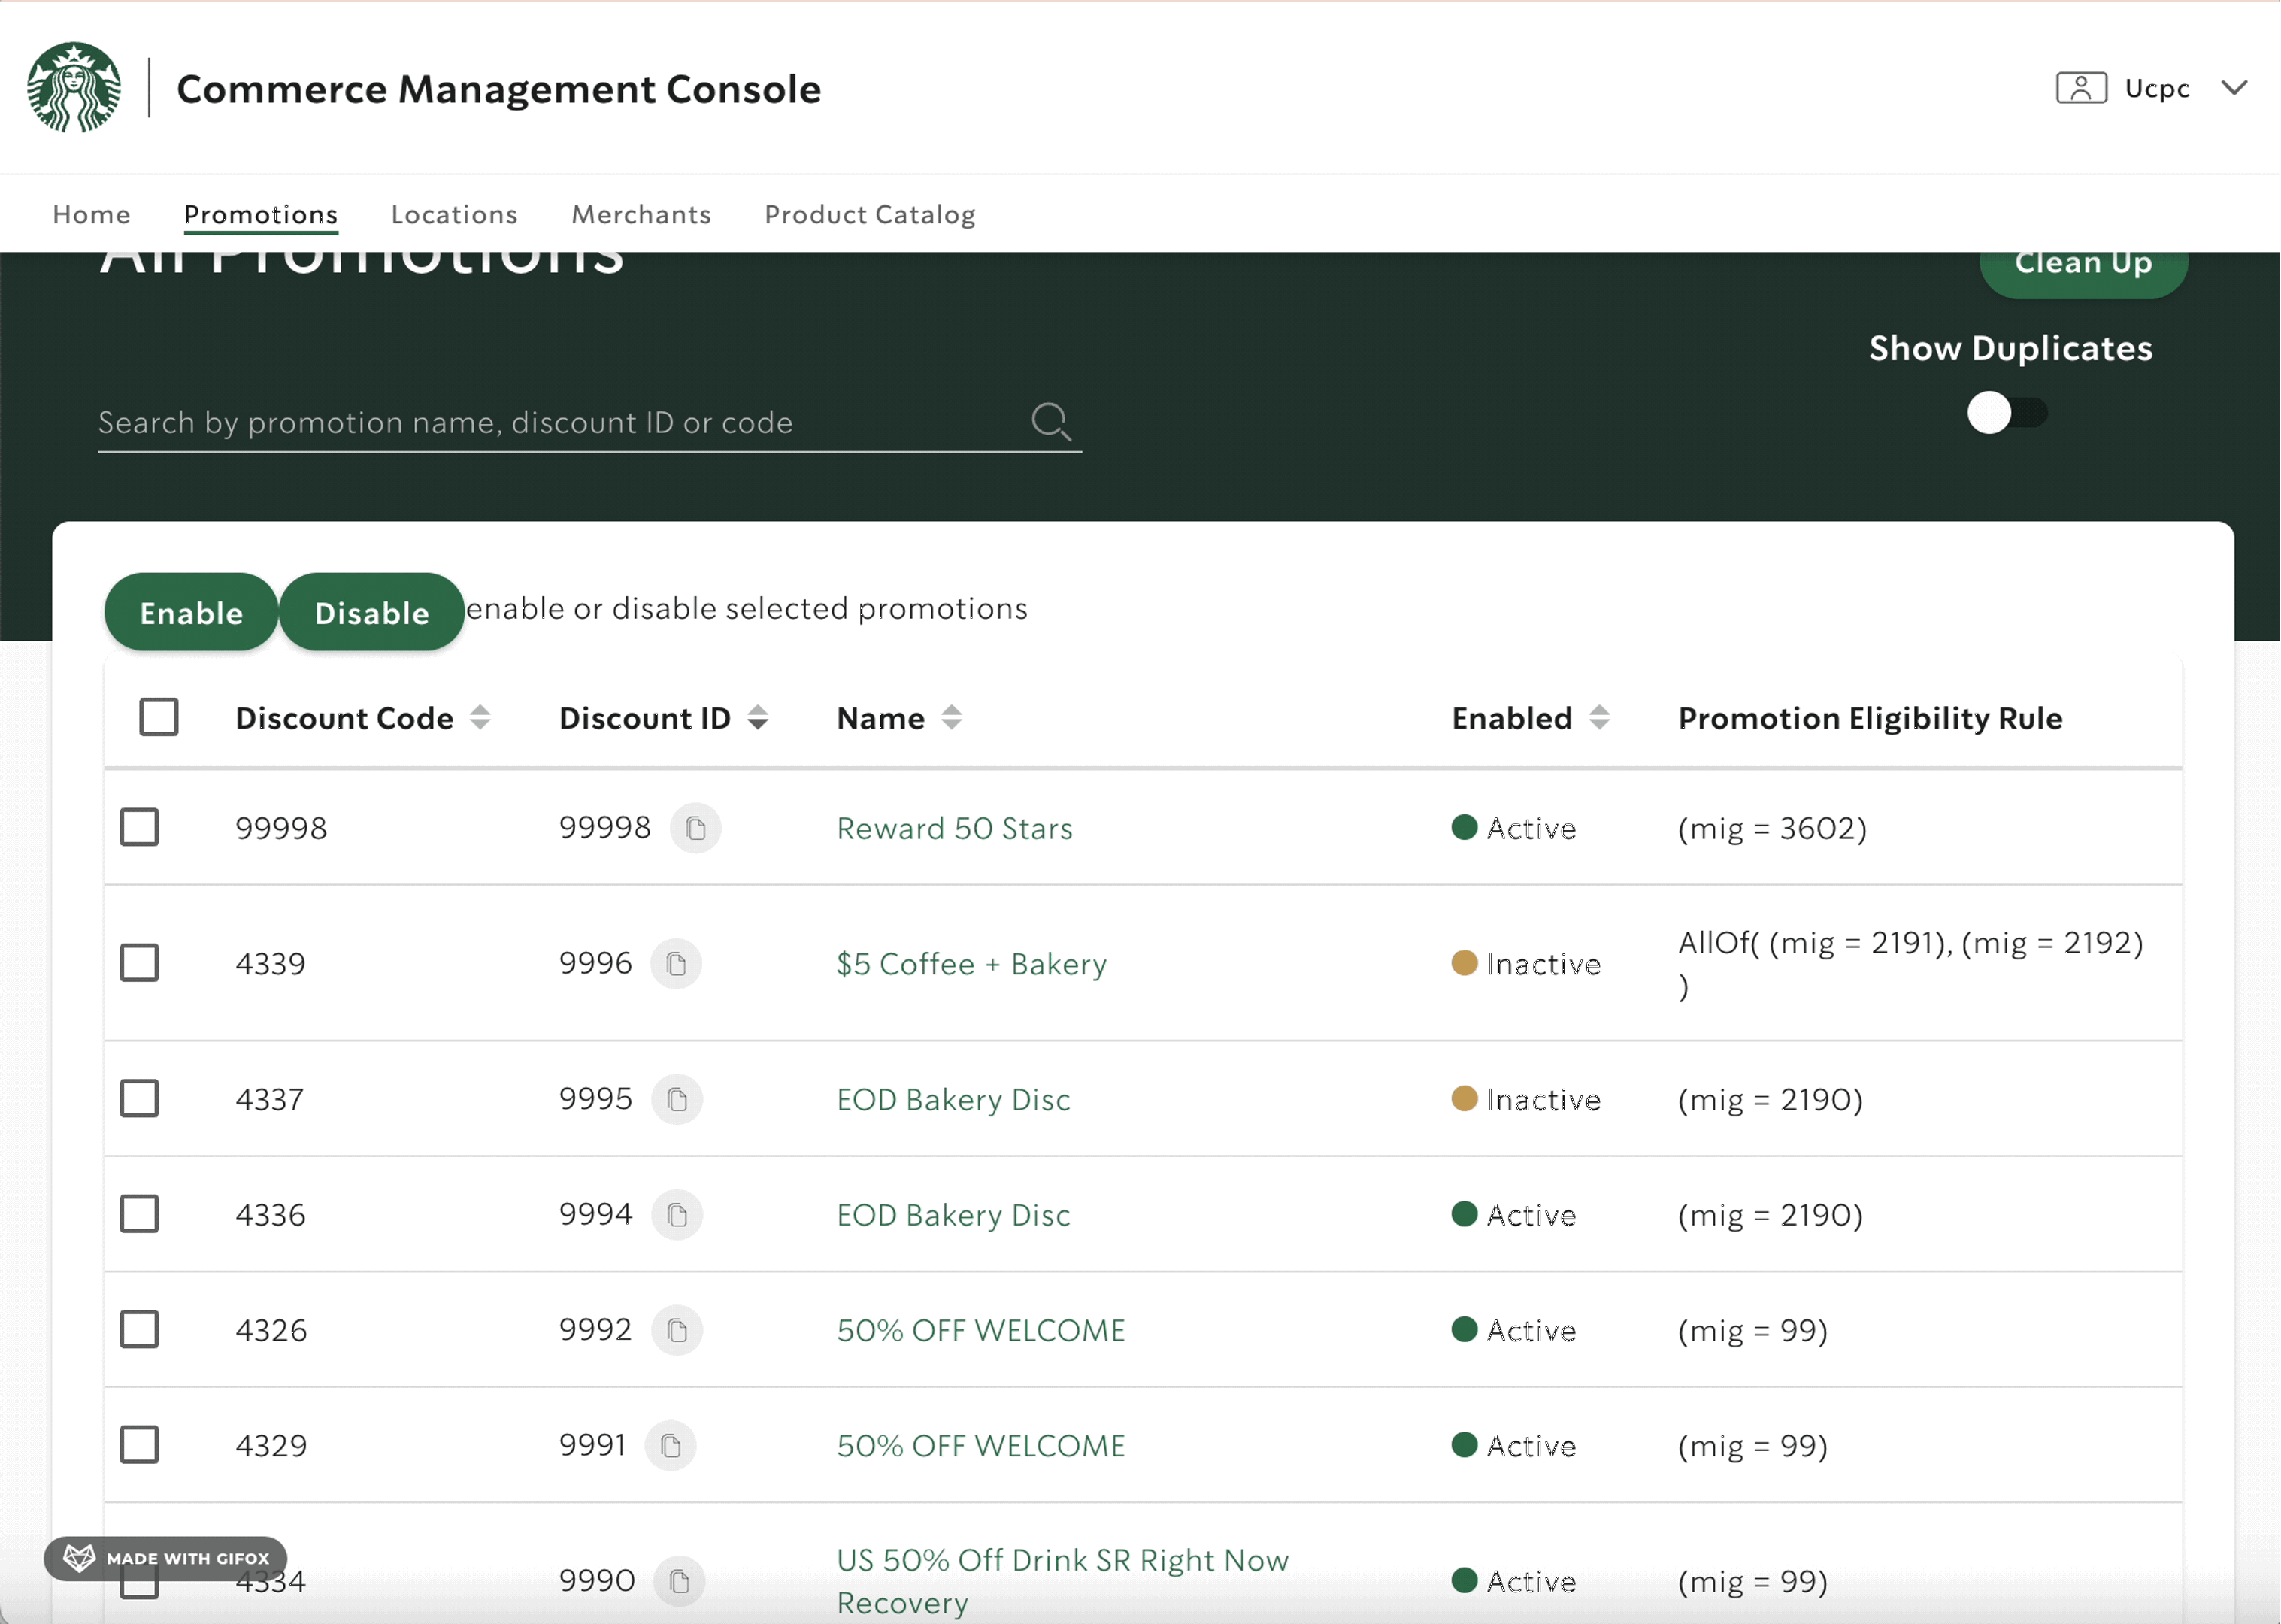 Commerce Management Console
Ucpc
Home Promotions Locations Merchants Product Catalog
All Promotions
Clean Up
Show Duplicates
Search by promotion name, discount ID or code
Enable Disable enable or disable selected promotions
Discount Code Discount ID Name Enabled Promotion Eligibility Rule
99998 99998 Reward 50 Stars Active (mig = 3602)
4339 9996 $5 Coffee + Bakery Inactive AllOf( (mig = 2191), (mig = 2192)
)
4337 9995 EOD Bakery Disc Inactive (mig = 2190)
4336 9994 EOD Bakery Disc Active (mig = 2190)
4326 9992 50% OFF WELCOME Active (mig = 99)
4329 9991 50% OFF WELCOME Active (mig = 99)
4334 9990 US 50% Off Drink SR Right Now
Recovery Active (mig = 99)
MADE WITH GIFOX